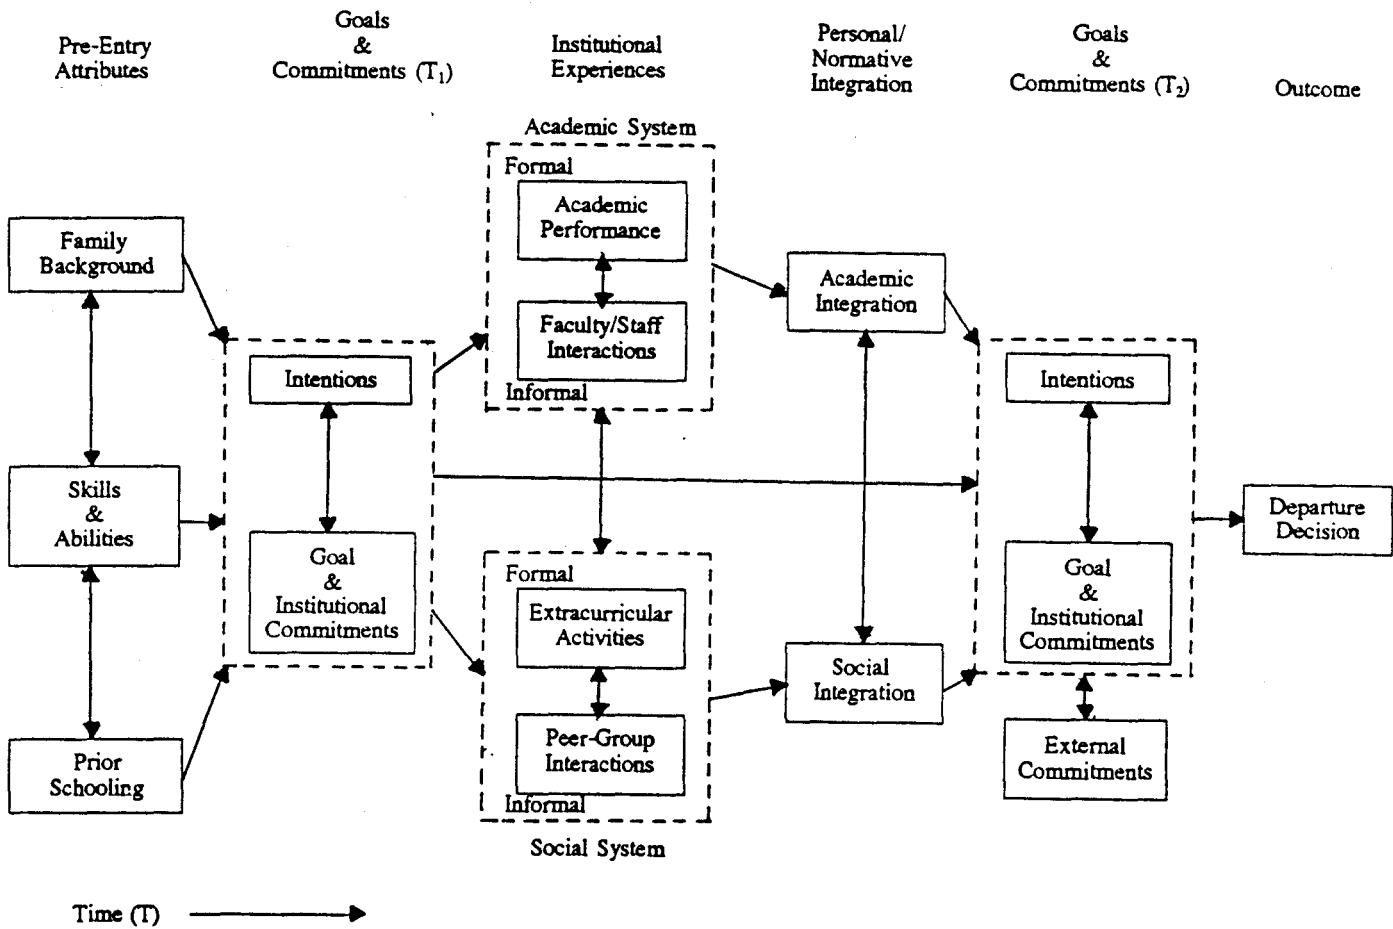 Pre-Entry
Attributes
Goals
&
Commitments (T₁)
Institutional
Experiences
Personal/
Normative
Integration
Goals
&
Commitments (T₂)
Outcome
Academic System
Formal
Academic
Performance
Faculty/Staff
Interactions
Informal
Family
Background
Skills
&
Abilities
Prior
Schooling
Intentions
Goal
&
Institutional
Commitments
Formal
Extracurricular
Activities
Peer-Group
Interactions
Informal
Social System
Academic
Integration
Social
Integration
Intentions
Goal
&
Institutional
Commitments
External
Commitments
Departure
Decision
Time (T)